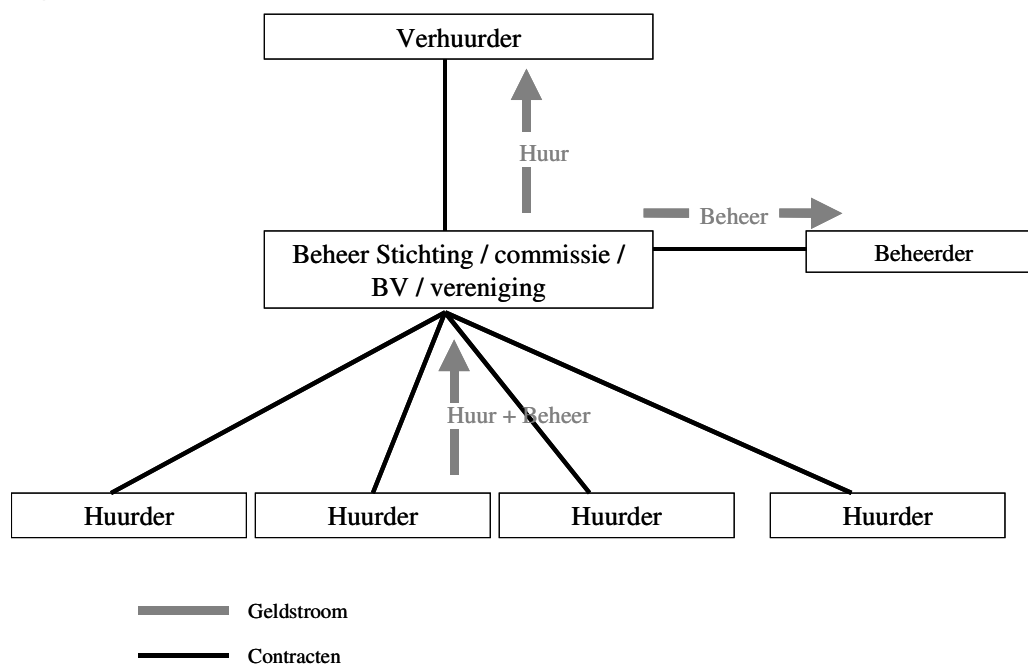 Verhuurder
Huur
Beheer
Beheer Stichting / commissie /
BV / vereniging
Beheerder
Huur + Beheer
Huurder
Huurder
Huurder
Huurder
Geldstroom
Contracten